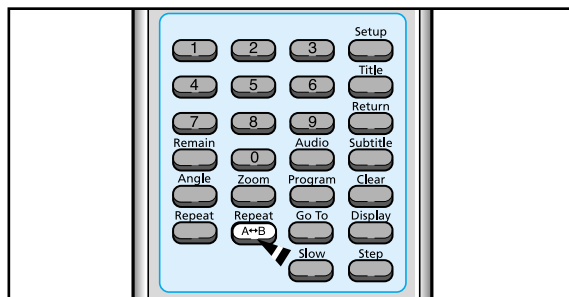 Setup
1 2 3
Title
4 5 6
Return
7 8 9
Remain Audio Subtitle
0
Angle Zoom Program Clear
Repeat Repeat Go To Display
A↔B
Slow Step